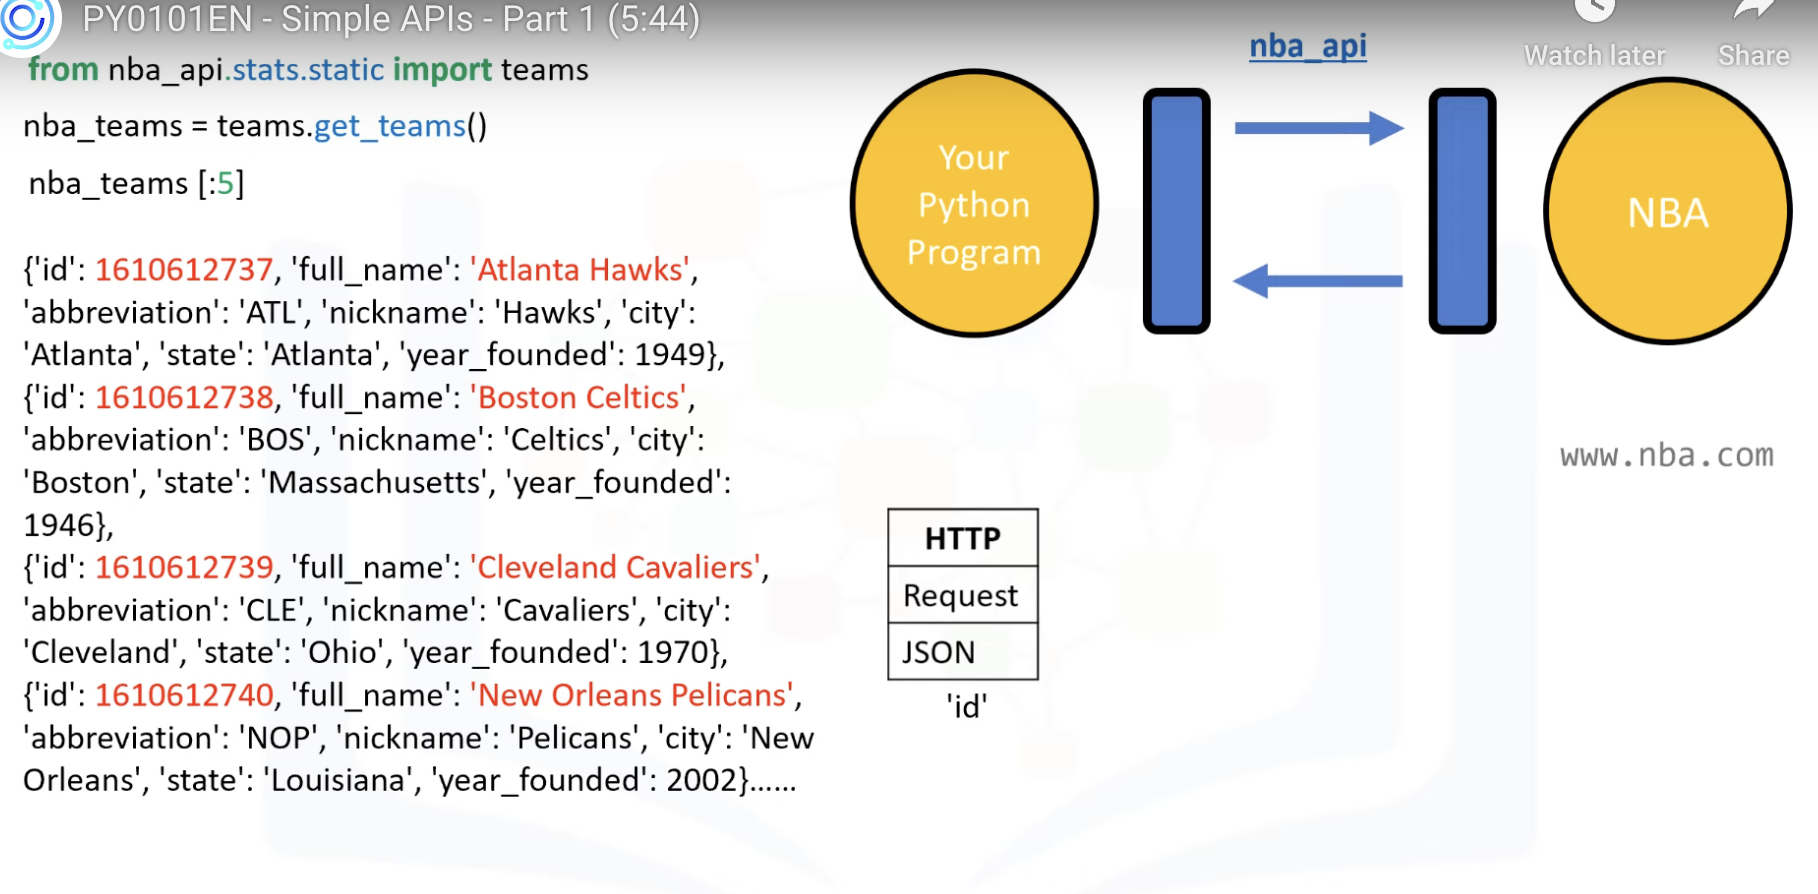 PY0101EN - Simple APIs - Part 1 (5:44)
Watch later
Share
from nba_api.stats.static import teams
nba_teams = teams.get_teams()
nba_teams [:5]
{'id': 1610612737, 'full_name': 'Atlanta Hawks',
'abbreviation': 'ATL', 'nickname': 'Hawks', 'city':
'Atlanta', 'state': 'Atlanta', 'year_founded': 1949},
{'id': 1610612738, 'full_name': 'Boston Celtics',
'abbreviation': 'BOS', 'nickname': 'Celtics', 'city':
'Boston', 'state': 'Massachusetts', 'year_founded':
1946},
{'id': 1610612739, 'full_name': 'Cleveland Cavaliers',
'abbreviation': 'CLE', 'nickname': 'Cavaliers', 'city':
'Cleveland', 'state': 'Ohio', 'year_founded': 1970},
{'id': 1610612740, 'full_name': 'New Orleans Pelicans',
'abbreviation': 'NOP', 'nickname': 'Pelicans', 'city': 'New
Orleans', 'state': 'Louisiana', 'year_founded': 2002}......
nba_api
Your
Python
Program
NBA
www.nba.com
HTTP
Request
JSON
'id'